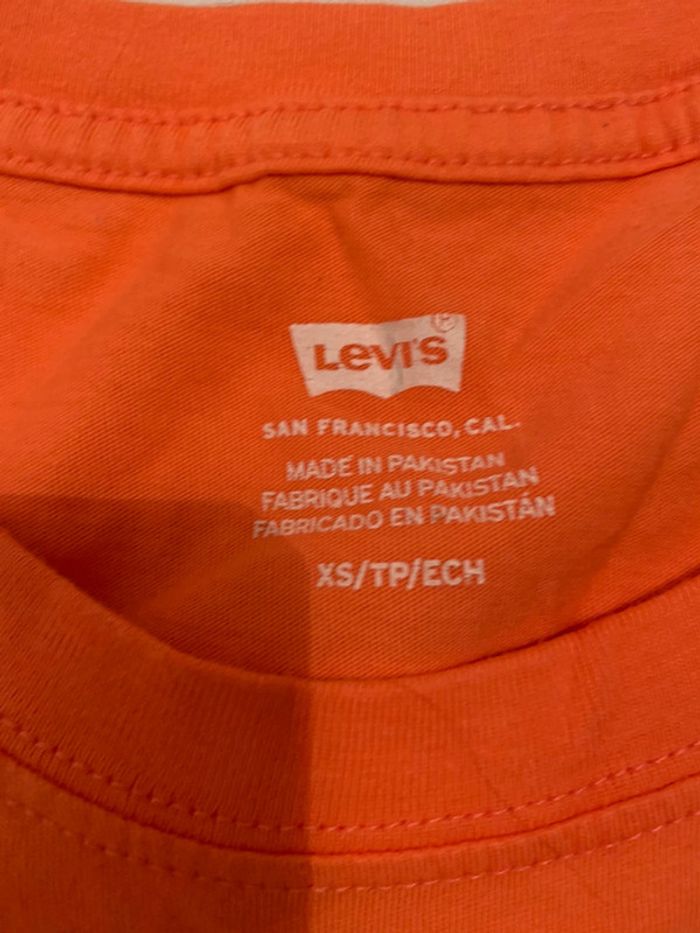 Levi's ®
SAN FRANCISCO, CAL.
MADE IN PAKISTAN
FABRIQUE AU PAKISTAN
FABRICADO EN PAKISTÁN
XS/TP/ECH